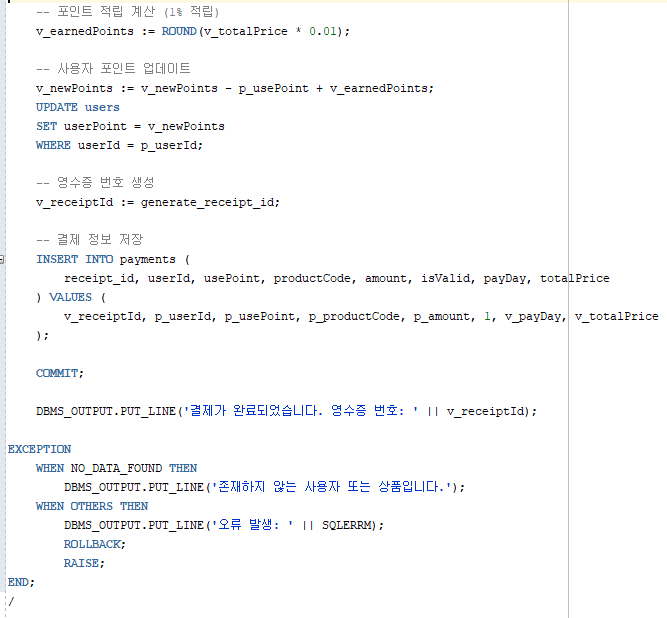 -- 포인트 적립 계산 (1% 적립)
v_earnedPoints := ROUND(v_totalPrice * 0.01);
-- 사용자 포인트 업데이트
v_newPoints := v_newPoints - p_usePoint + v_earnedPoints;
UPDATE users
SET userPoint = v_newPoints
WHERE userId = p_userId;
-- 영수증 번호 생성
v_receiptId := generate_receipt_id;
-- 결제 정보 저장
INSERT INTO payments (
receipt_id, userId, usePoint, productCode, amount, isValid, payDay, totalPrice
) VALUES (
v_receiptId, p_userId, p_usePoint, p_productCode, p_amount, 1, v_payDay, v_totalPrice
);
COMMIT;
DBMS_OUTPUT.PUT_LINE('결제가 완료되었습니다. 영수증 번호: ' || v_receiptId);
EXCEPTION
WHEN NO_DATA_FOUND THEN
DBMS_OUTPUT.PUT_LINE('존재하지 않는 사용자 또는 상품입니다.');
WHEN OTHERS THEN
DBMS_OUTPUT.PUT_LINE('오류 발생: ' || SQLERRM);
ROLLBACK;
RAISE;
END;
/